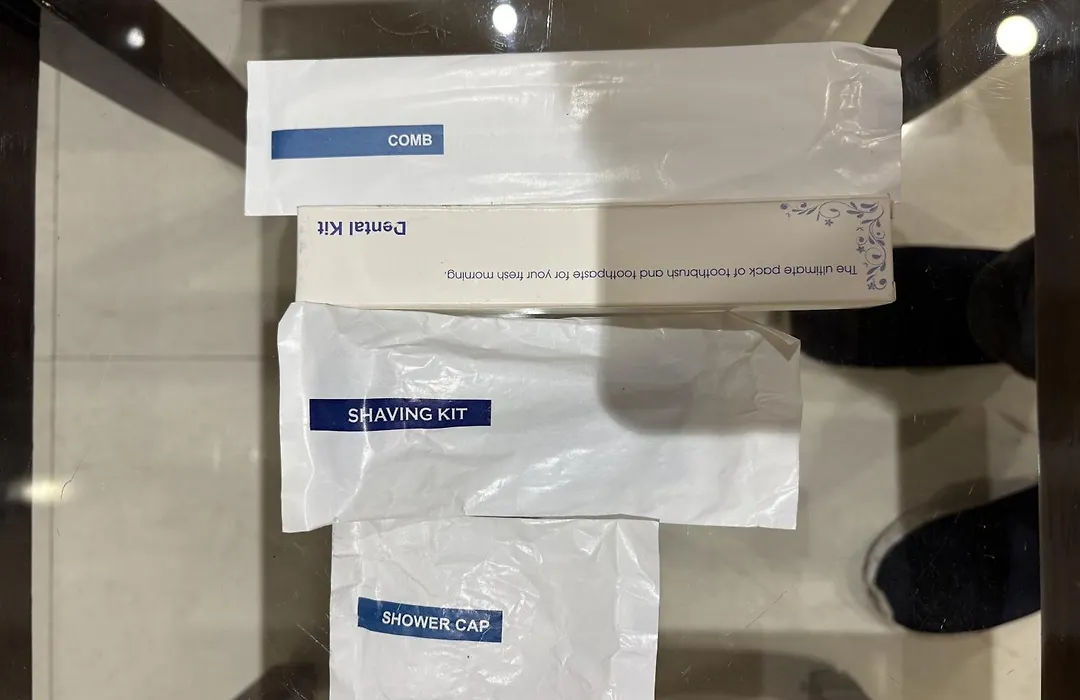 COMB
Dental Kit
The ultimate pack of toothbrush and toothpaste for your fresh morning.
SHAVING KIT
SHOWER CAP